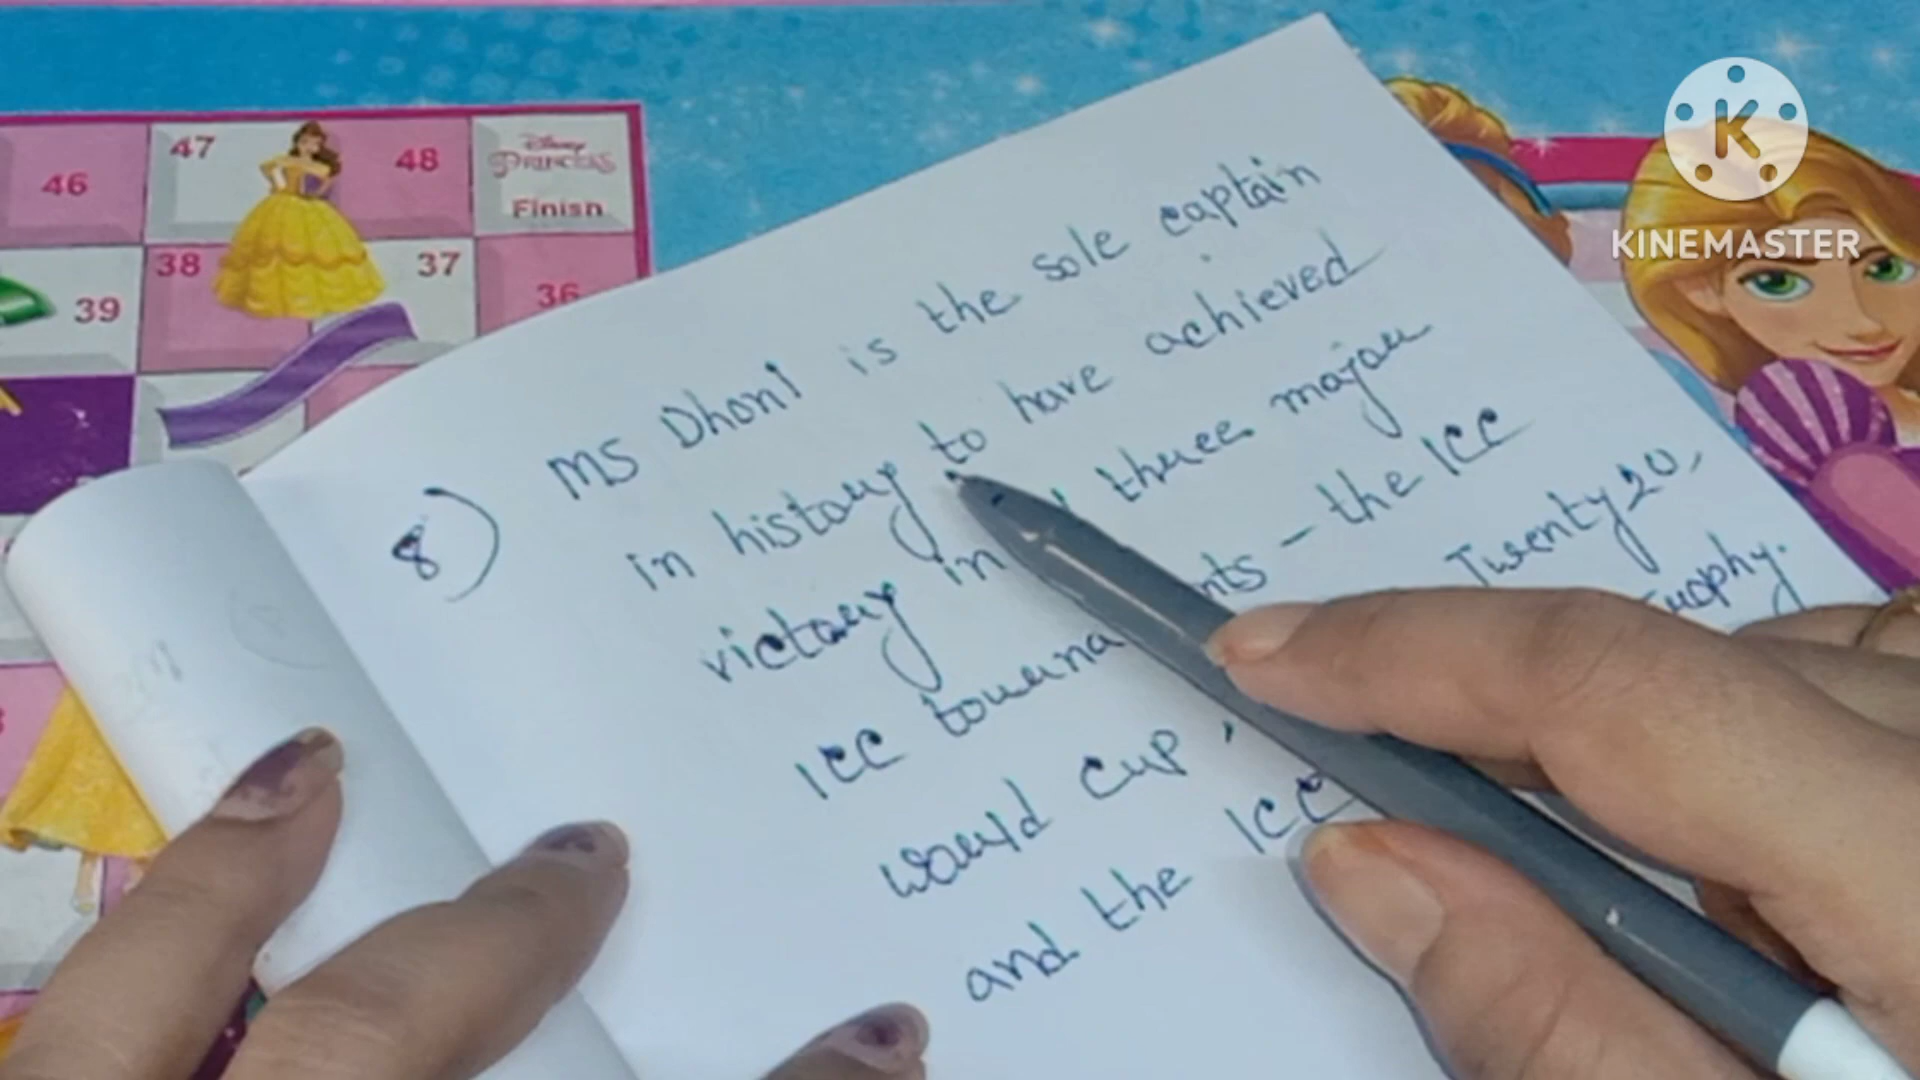 46
47
48
Disney
PRINCESS
Finish
39
38
37
36
KINEMASTER
8) MS DhonI is the sole captain
in history to have achieved
victory in three major
ICC tournaments - the ICC
world cup, Twenty20,
and the ICC Trophy.